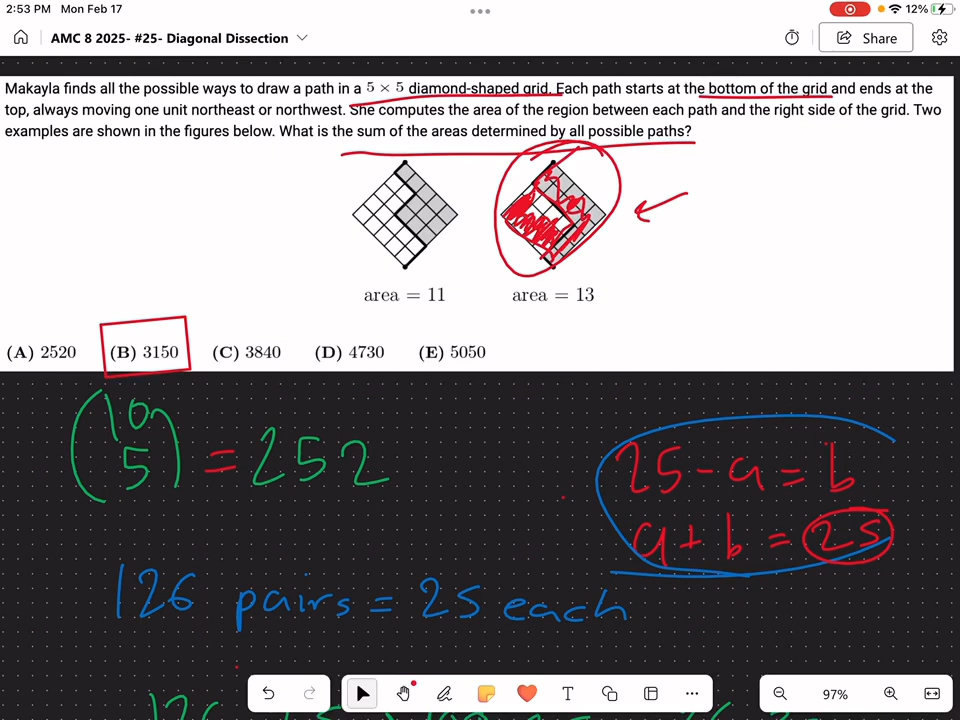 2:53 PM Mon Feb 17
12%
AMC 8 2025- #25- Diagonal Dissection
Share
Makayla finds all the possible ways to draw a path in a 5 × 5 diamond-shaped grid. Each path starts at the bottom of the grid and ends at the
top, always moving one unit northeast or northwest. She computes the area of the region between each path and the right side of the grid. Two
examples are shown in the figures below. What is the sum of the areas determined by all possible paths?
area = 11 area = 13
(A) 2520 (B) 3150 (C) 3840 (D) 4730 (E) 5050
(10 5) = 252
25 - a = b
a + b = 25
126 pairs = 25 each
T
97%